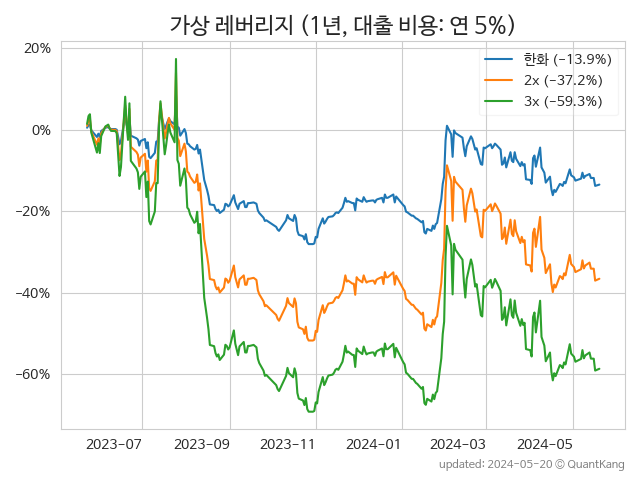 가상 레버리지 (1년, 대출 비용: 연 5%)
20%
0%
−20%
−40%
−60%
한화 (−13.9%)
2x (−37.2%)
3x (−59.3%)
2023-07 2023-09 2023-11 2024-01 2024-03 2024-05
updated: 2024-05-20 © QuantKang